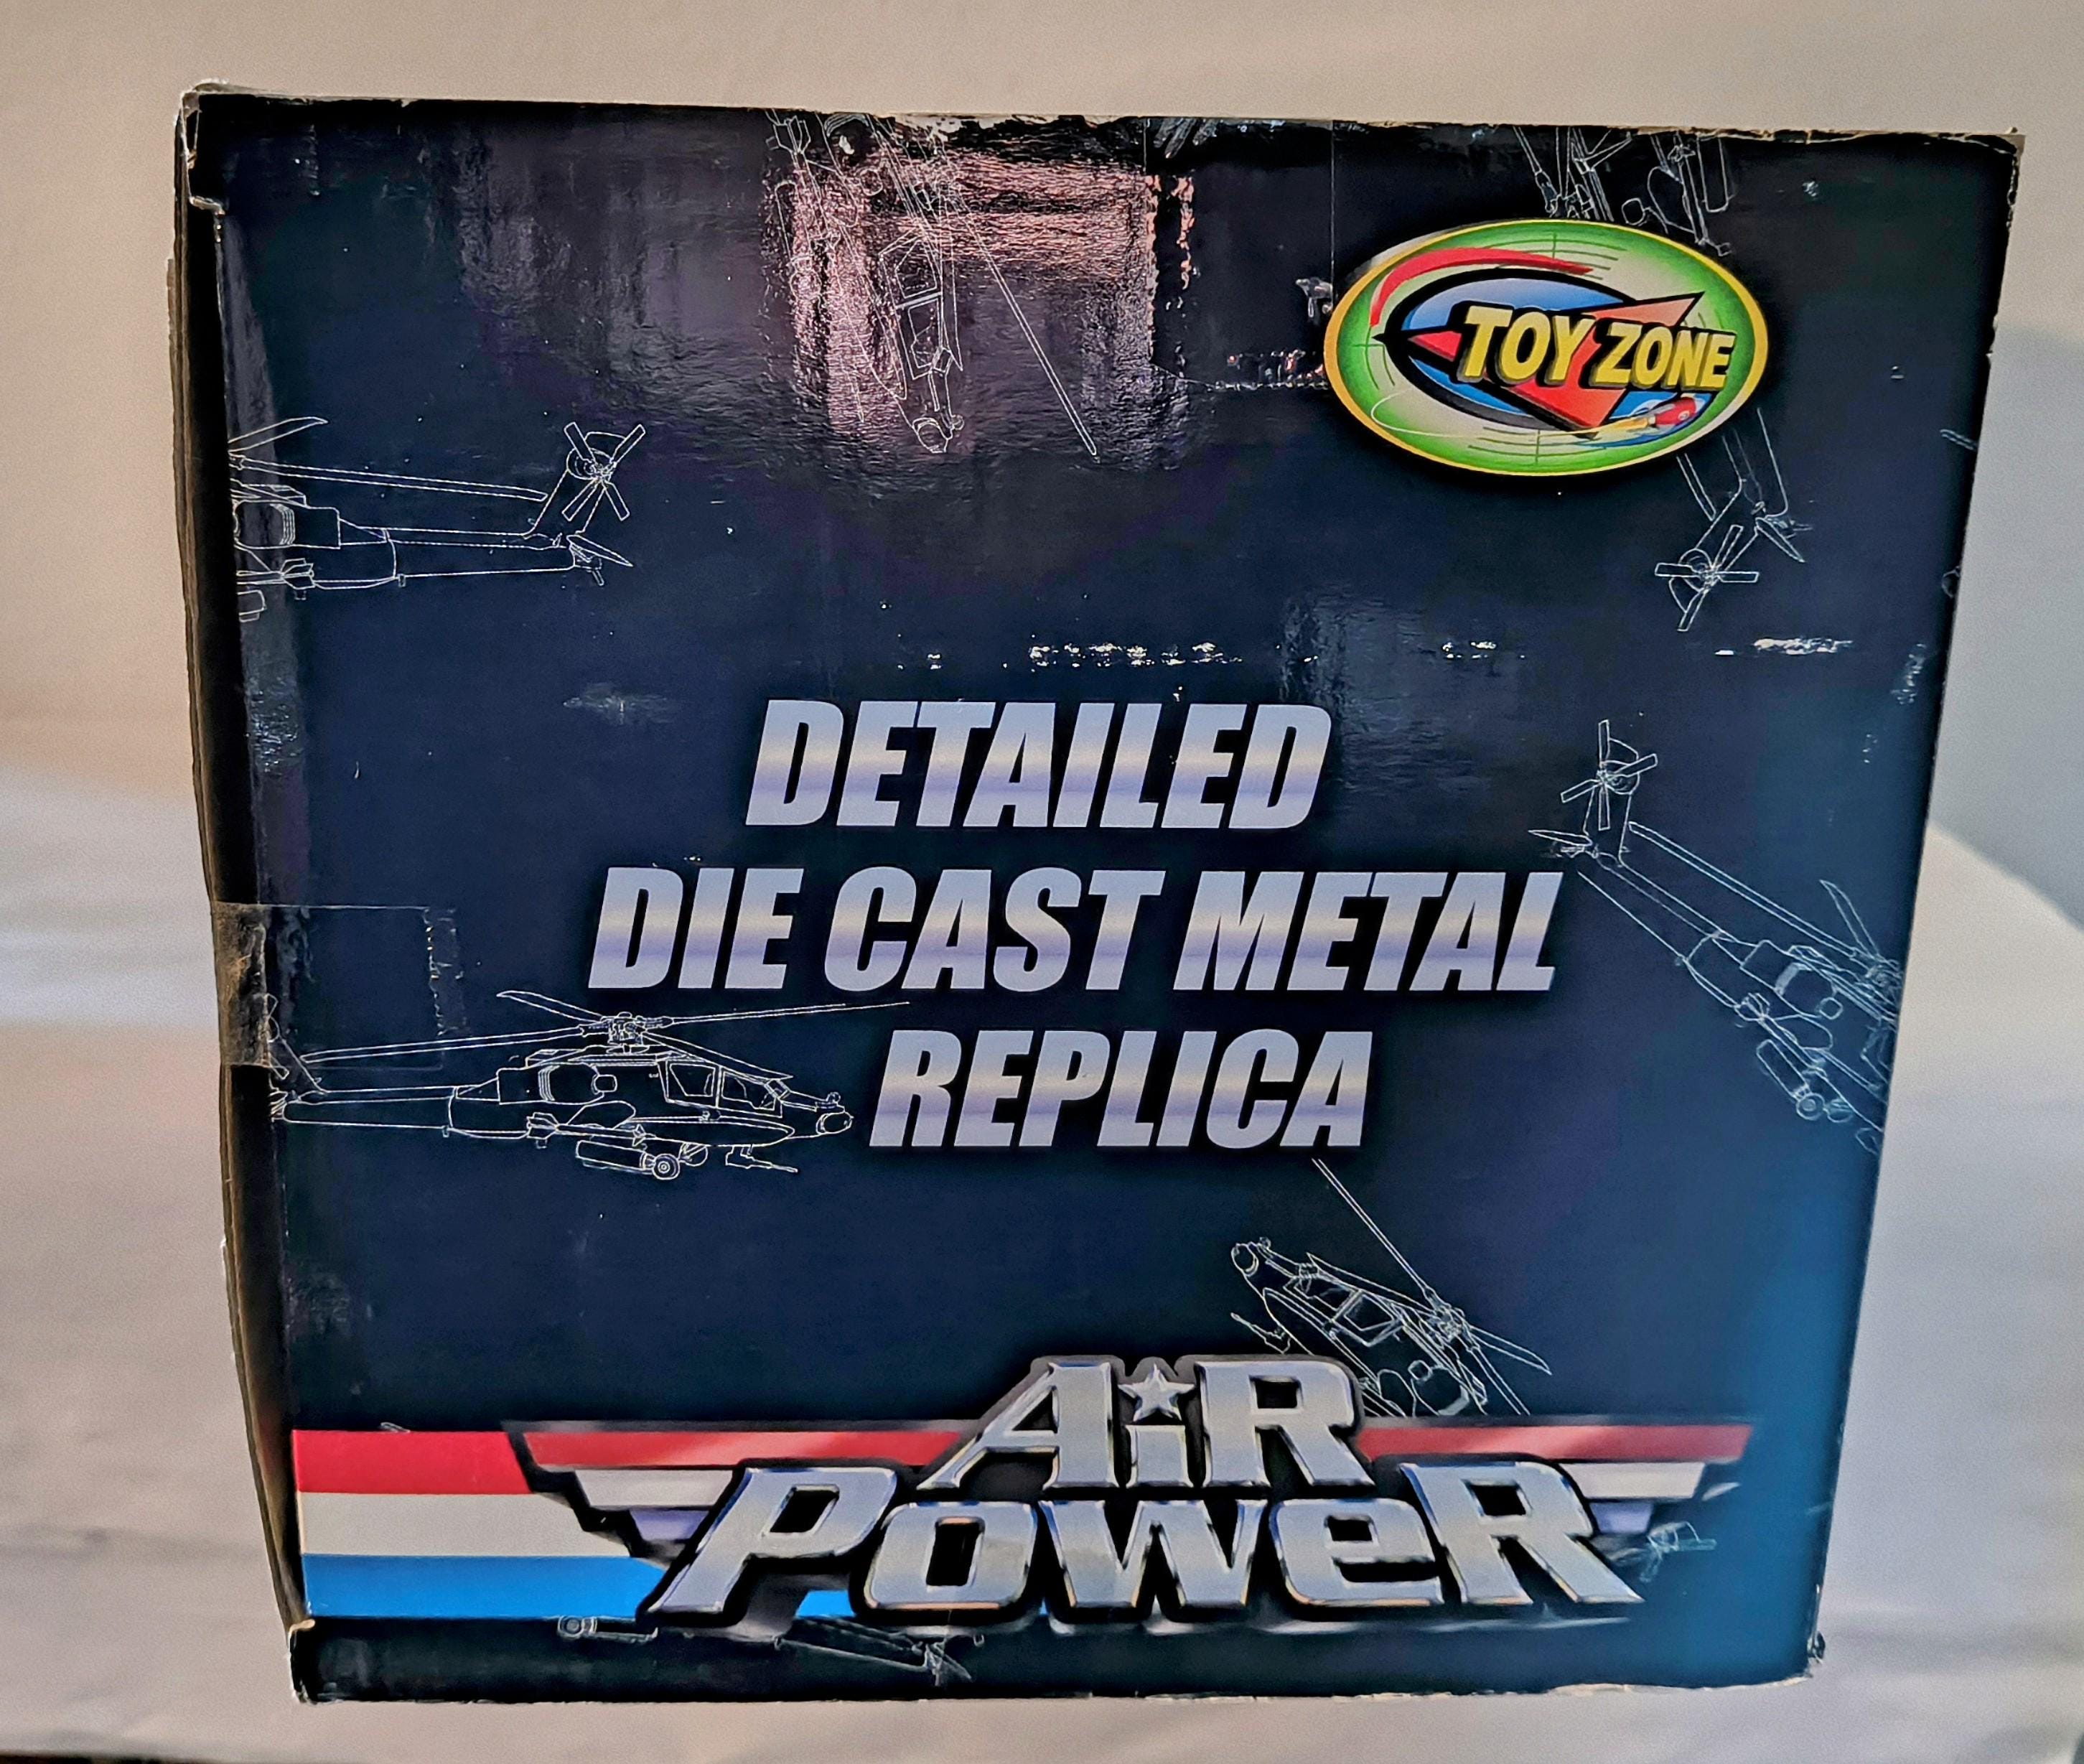 TOY ZONE
DETAILED
DIE CAST METAL
REPLICA
AiR
PoweR